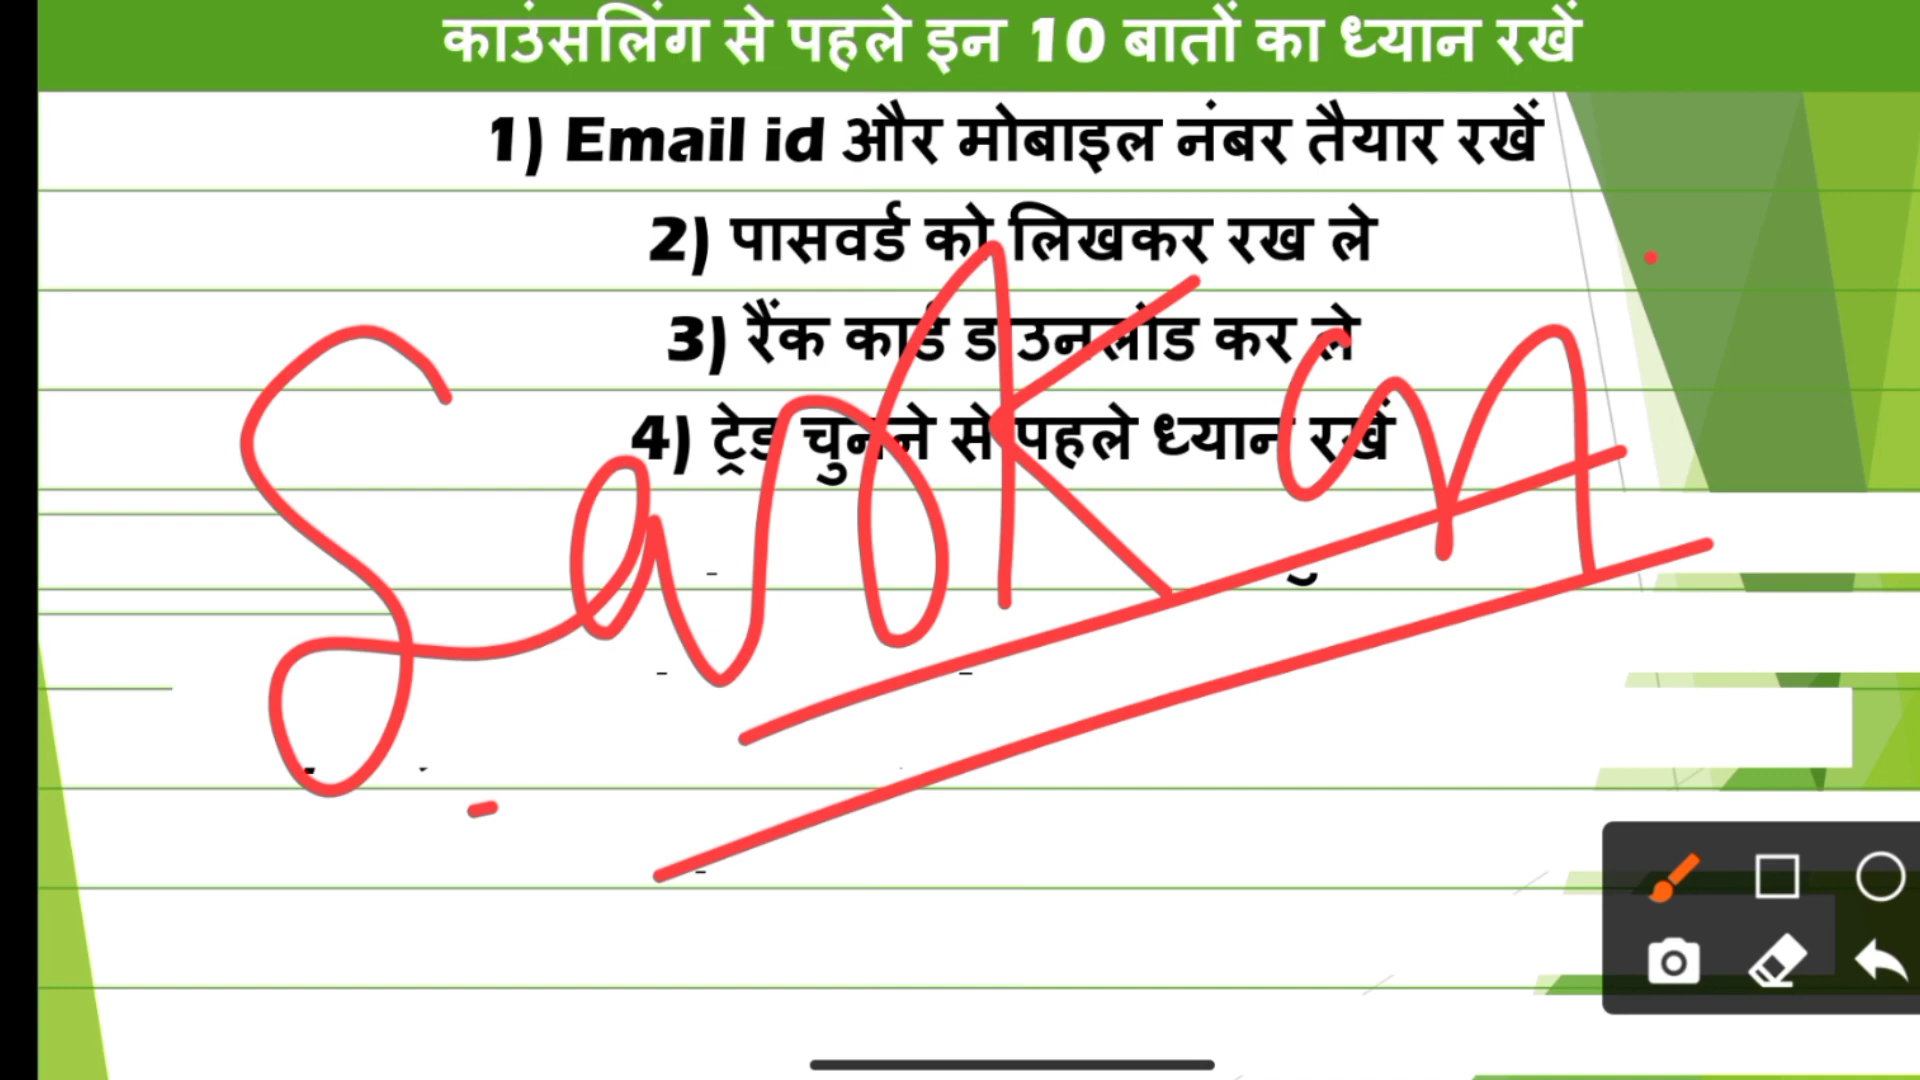 काउंसलिंग से पहले इन 10 बातों का ध्यान रखें
1) Email id और मोबाइल नंबर तैयार रखें
2) पासवर्ड को लिखकर रख ले
3) रैंक कार्ड डाउनलोड कर ले
4) ट्रेड चुनने से पहले ध्यान रखें